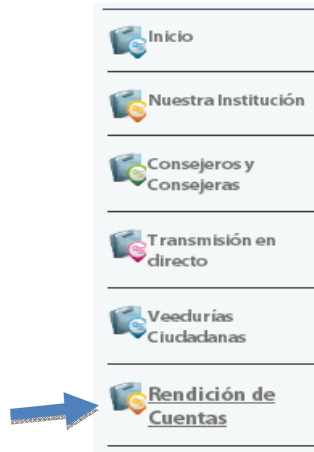 Inicio
Nuestra Institución
Consejeros y
Consejeras
Transmisión en
directo
Veedurías
Ciudadanas
Rendición de
Cuentas